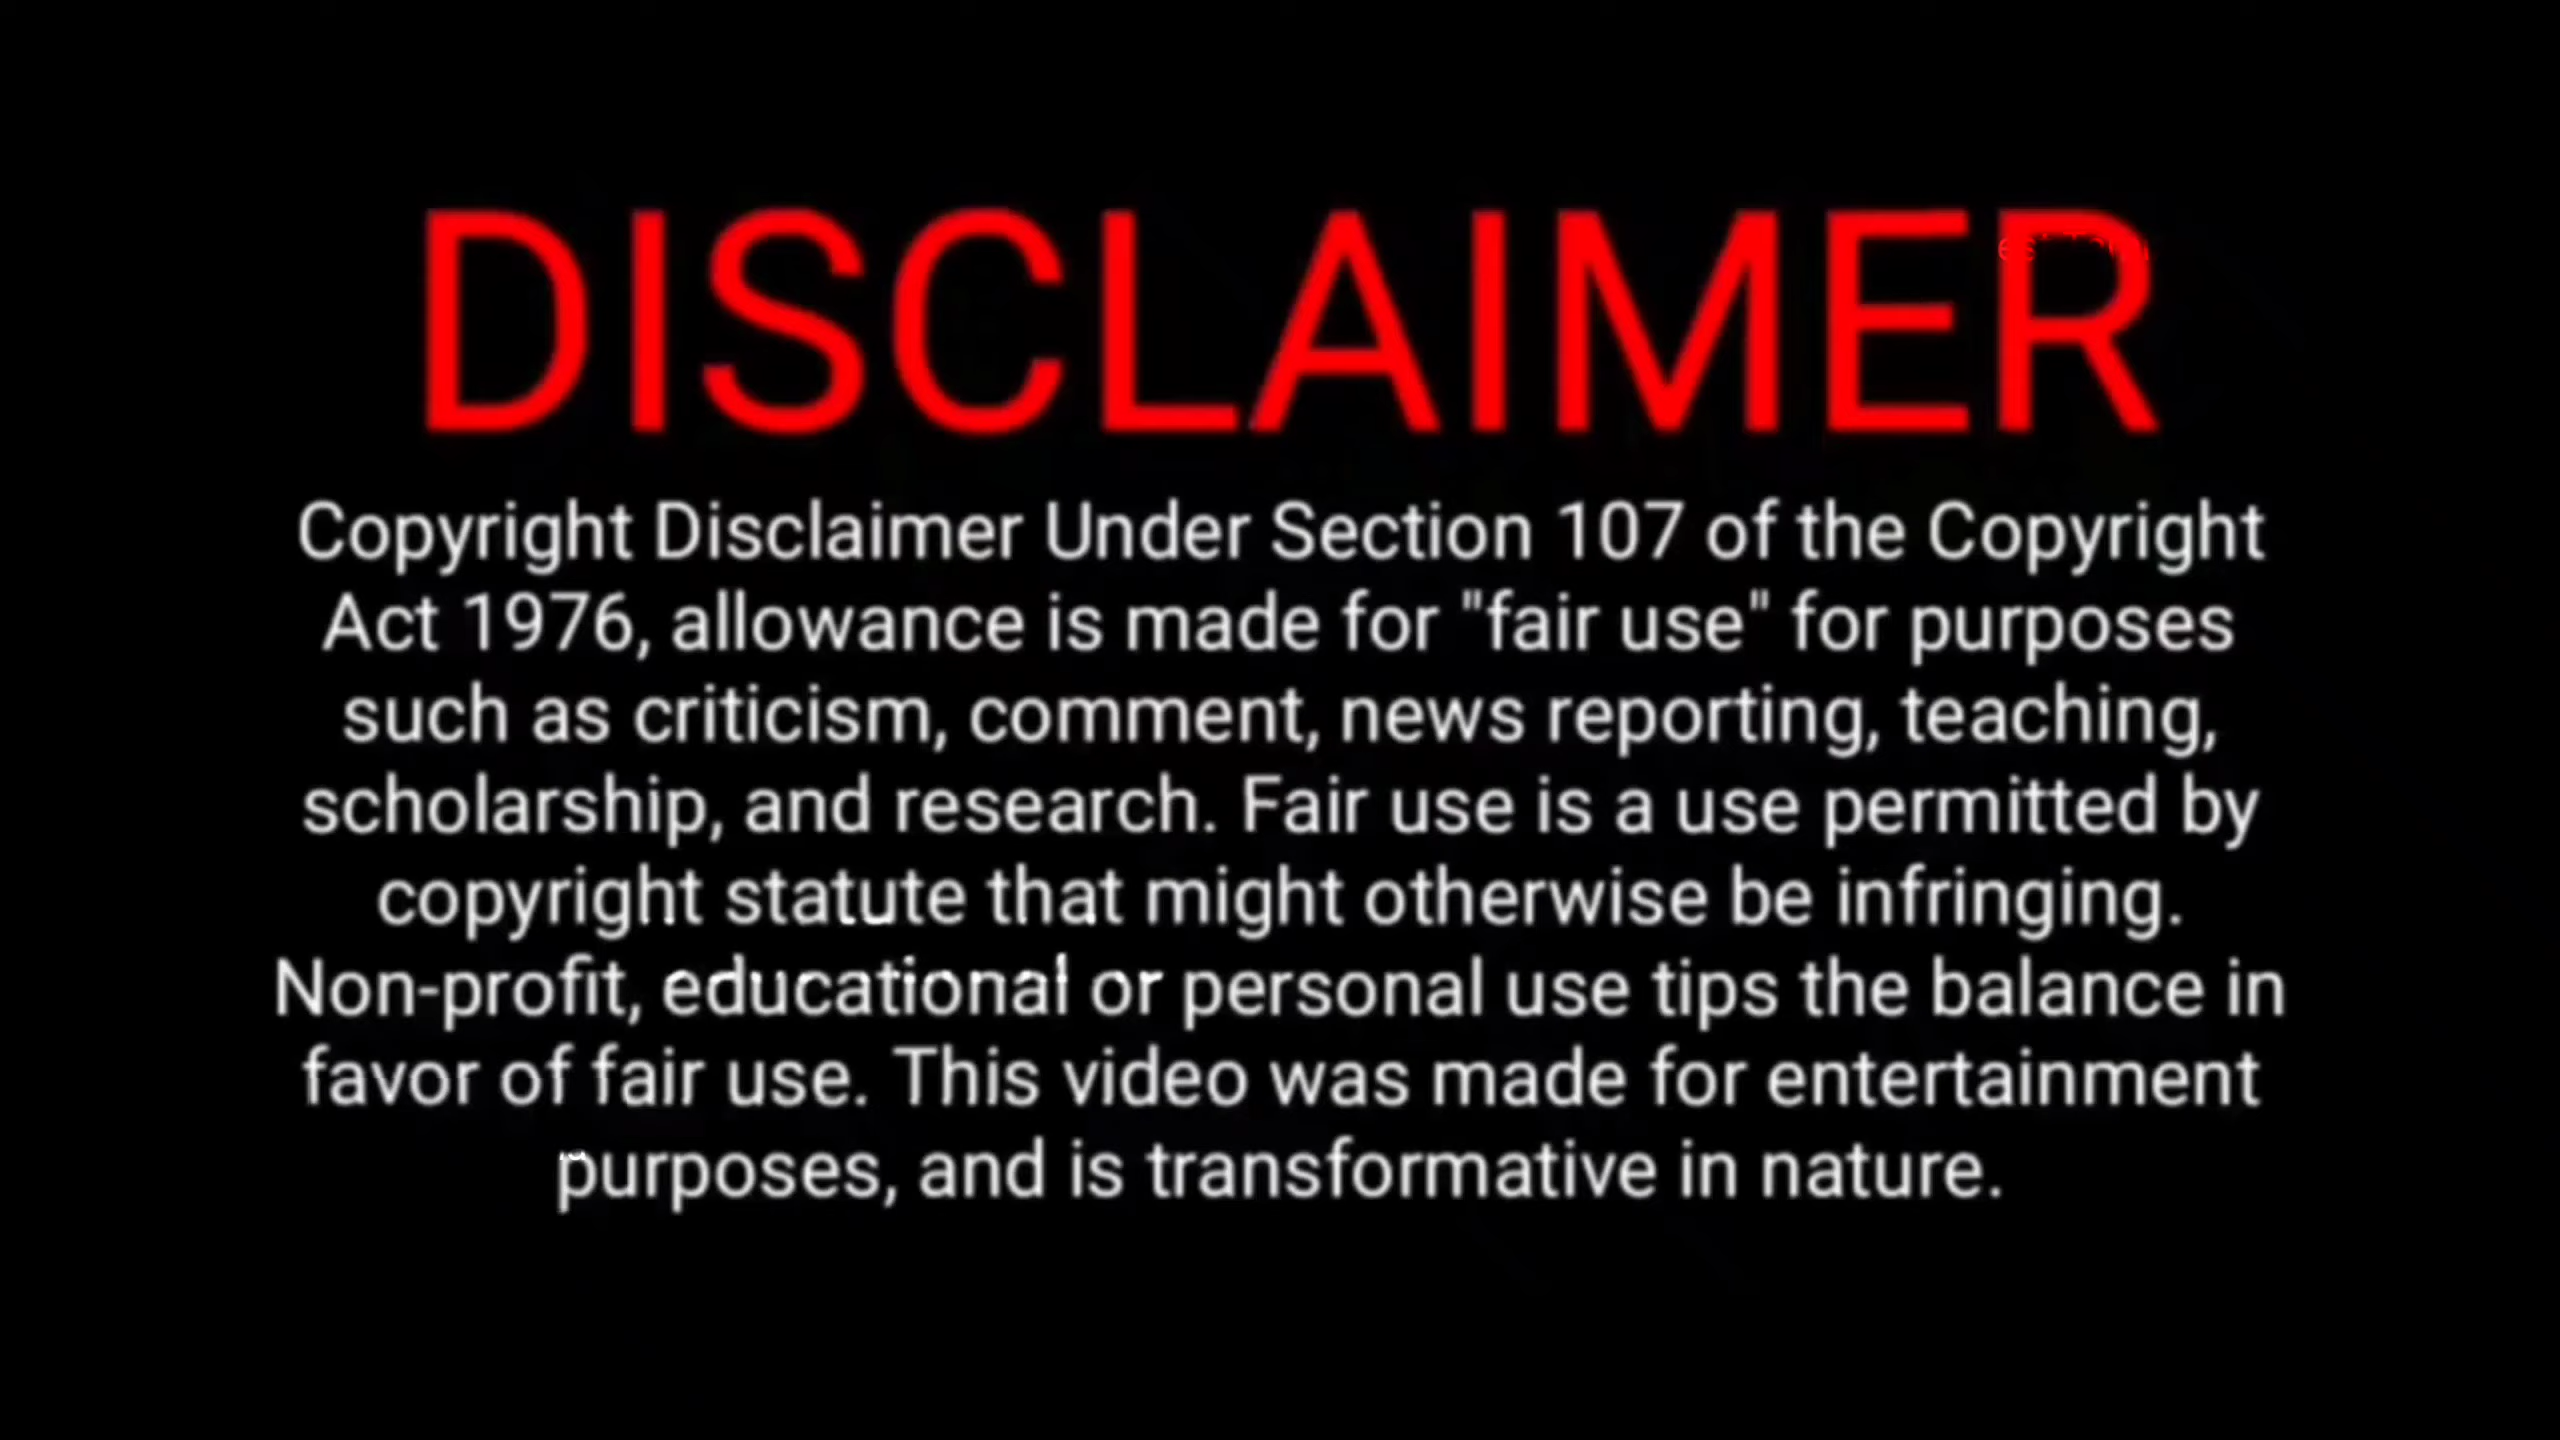 DISCLAIMER
Copyright Disclaimer Under Section 107 of the Copyright
Act 1976, allowance is made for "fair use" for purposes
such as criticism, comment, news reporting, teaching,
scholarship, and research. Fair use is a use permitted by
copyright statute that might otherwise be infringing.
Non-profit, educational or personal use tips the balance in
favor of fair use. This video was made for entertainment
purposes, and is transformative in nature.